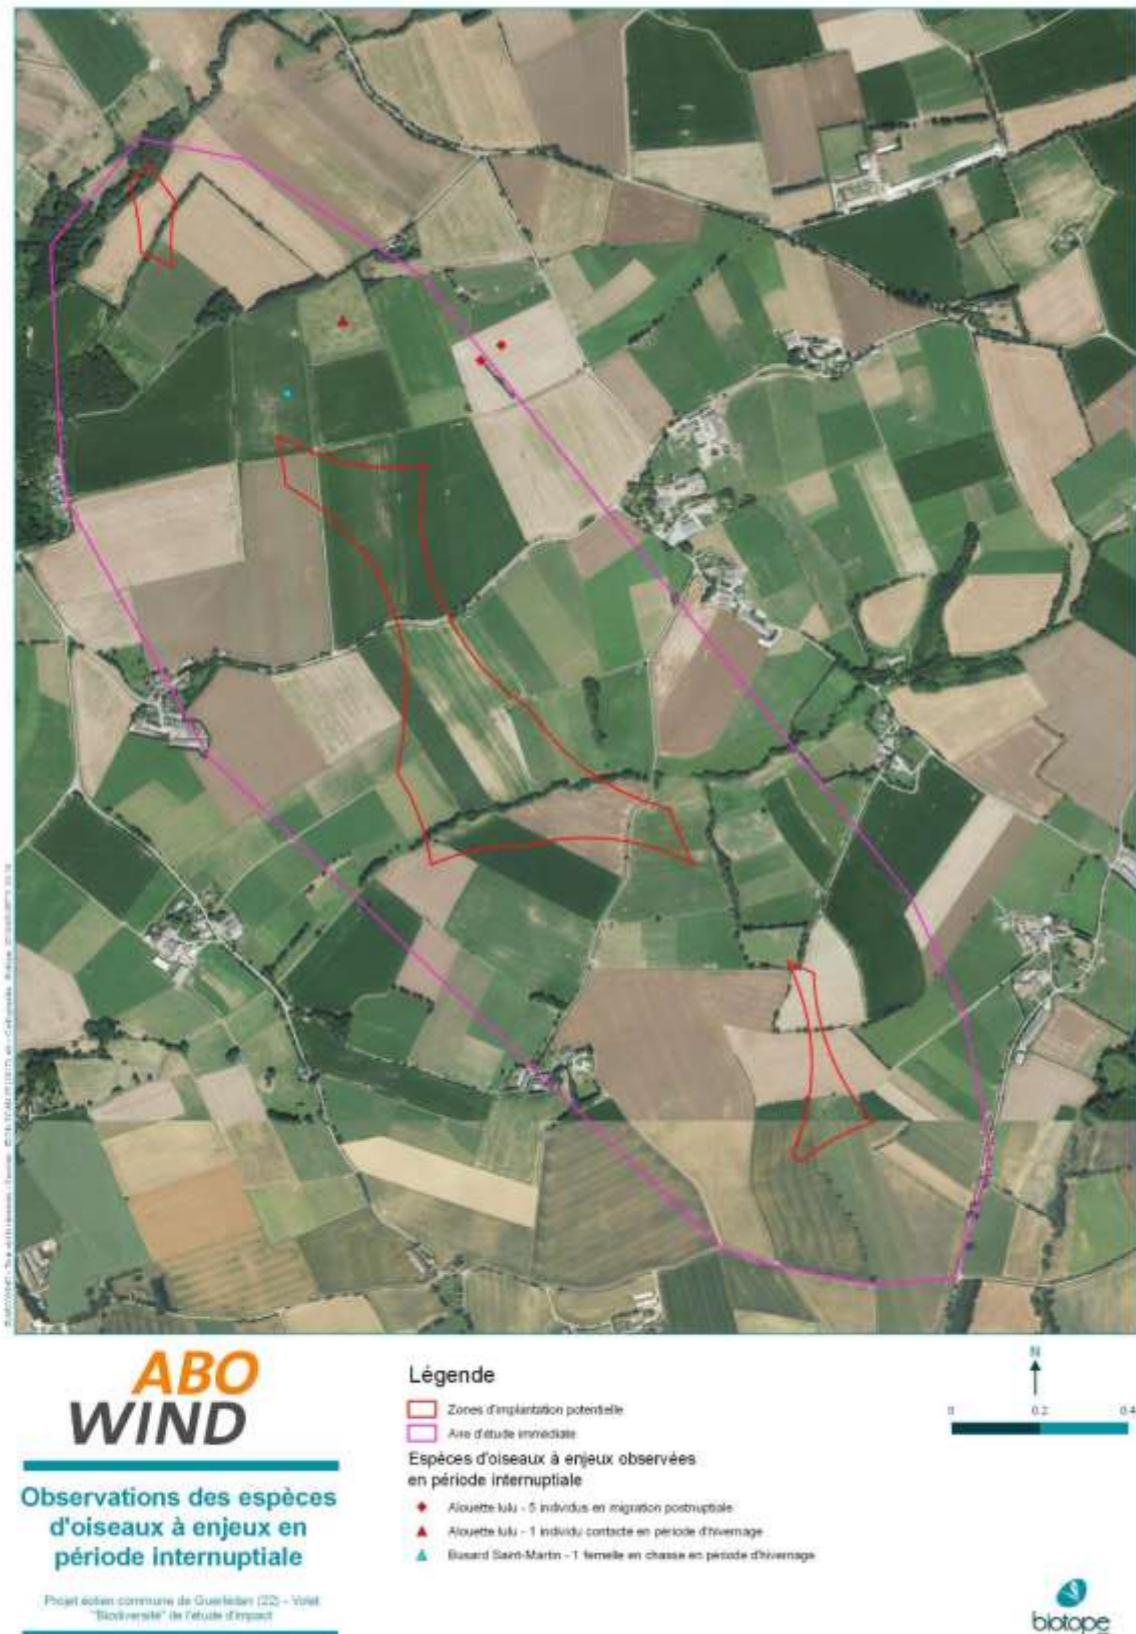 ABO
WIND
Observations des espèces
d'oiseaux à enjeux en
période internuptiale
Projet éolien commune de Guerlédan (22) - Volet
"Biodiversité" de l'étude d'impact
Légende
Zones d'implantation potentielle
Aire d'étude immédiate
Espèces d'oiseaux à enjeux observées
en période internuptiale
Alouette lulu - 5 individus en migration postnuptiale
Alouette lulu - 1 individu contacté en période d'hivernage
Busard Saint-Martin - 1 femelle en chasse en période d'hivernage
N
0 0.2 0.4
biotope